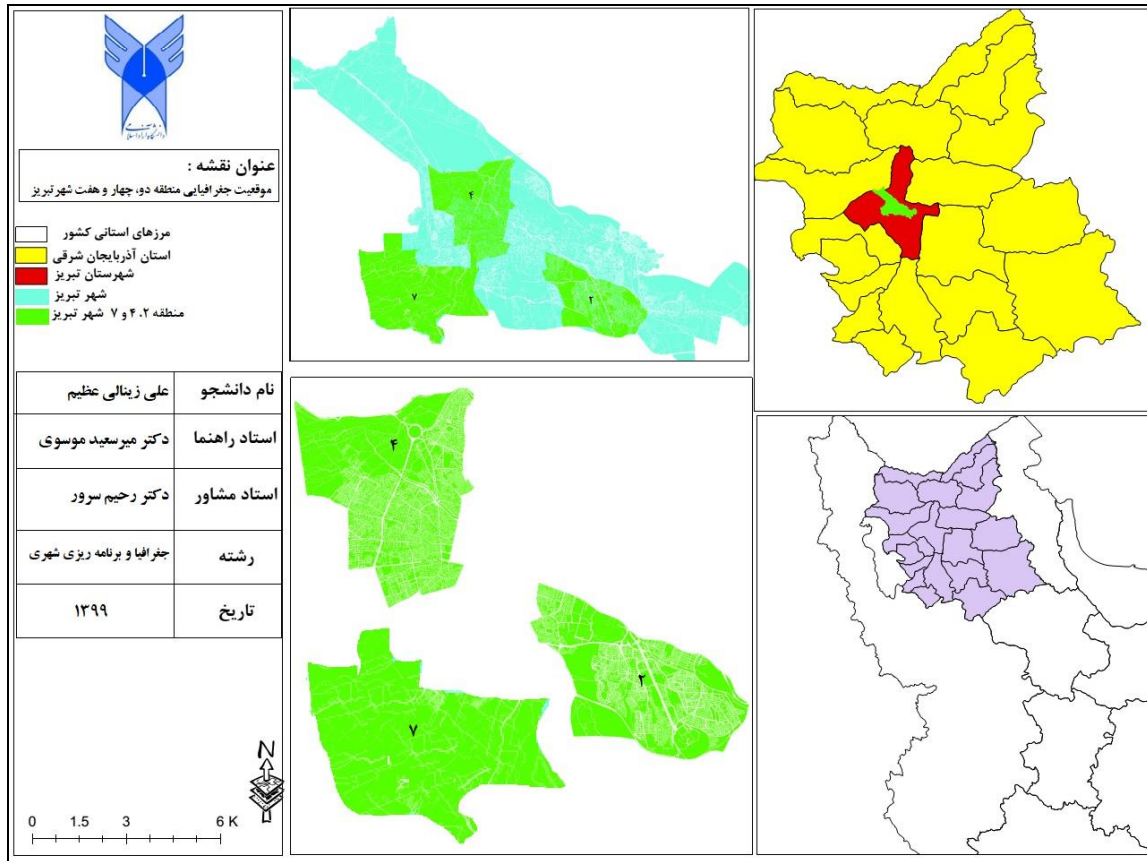 دانشگاه آزاد اسلامی
عنوان نقشه :
موقعیت جغرافیایی منطقه دو، چهار و هفت شهر تبریز
مرزهای استانی کشور
استان آذربایجان شرقی
شهرستان تبریز
شهر تبریز
منطقه ۴،۲ و ۷ شهر تبریز
نام دانشجو علی زینالی عظیم
استاد راهنما دکتر میرسعید موسوی
استاد مشاور دکتر رحیم سرور
رشته جغرافیا و برنامه ریزی شهری
تاریخ ۱۳۹۹
N
0 1.5 3 6 K
۴
۷
۲
۴
۲
۷